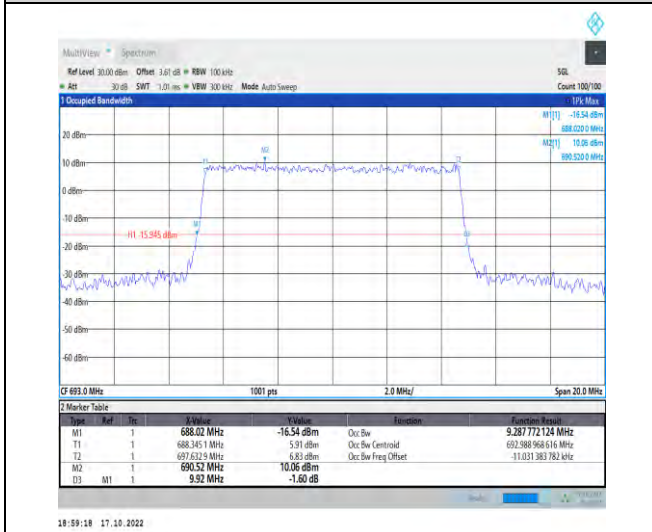 MultiView Spectrum
Ref Level 30.00 dBm Offset 3.61 dB RBW 100 kHz SGL
Att 30 dB SWT 1.01 ms VBW 300 kHz Mode Auto Sweep Count 100/100
1 Occupied Bandwidth 1Pk Max
M1[1] -16.54 dBm
688.020 0 MHz
M2[1] 10.06 dBm
690.520 0 MHz
20 dBm
M2
T1 T2
10 dBm
0 dBm
-10 dBm
M1
H1 -15.945 dBm
D3
-20 dBm
-30 dBm
-40 dBm
-50 dBm
-60 dBm
CF 693.0 MHz 1001 pts 2.0 MHz/ Span 20.0 MHz
2 Marker Table
Type Ref Trc X-Value Y-Value Function Function Result
M1 1 688.02 MHz -16.54 dBm Occ Bw 9.287 772 124 MHz
T1 1 688.345 1 MHz 5.91 dBm Occ Bw Centroid 692.988 968 616 MHz
T2 1 697.632 9 MHz 6.83 dBm Occ Bw Freq Offset -11.031 383 782 kHz
M2 1 690.52 MHz 10.06 dBm
D3 M1 1 9.92 MHz -1.60 dB
18:59:18 17.10.2022